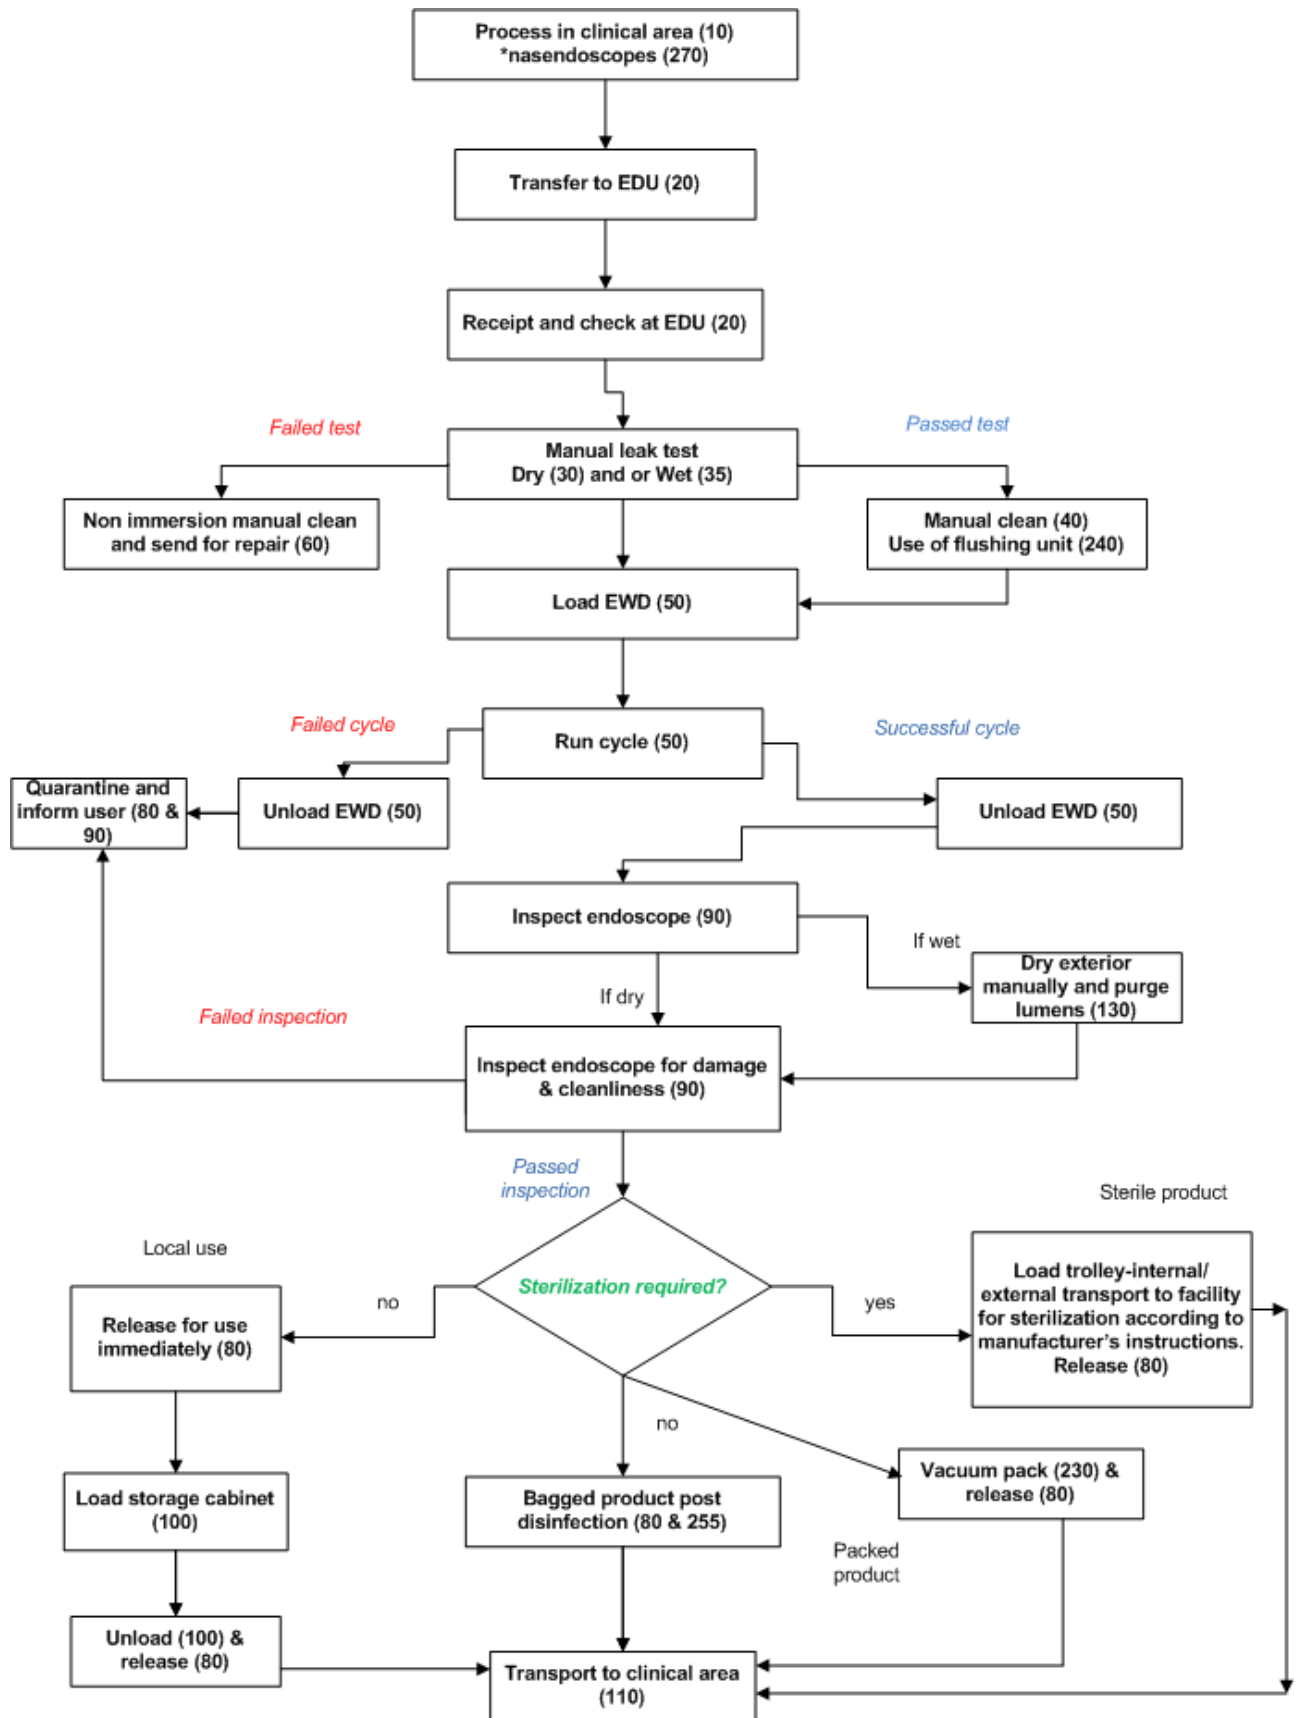 Process in clinical area (10)
*nasendoscopes (270)
Transfer to EDU (20)
Receipt and check at EDU (20)
Failed test
Passed test
Manual leak test
Dry (30) and or Wet (35)
Non immersion manual clean
and send for repair (60)
Manual clean (40)
Use of flushing unit (240)
Load EWD (50)
Failed cycle
Successful cycle
Run cycle (50)
Quarantine and
inform user (80 &
90)
Unload EWD (50)
Unload EWD (50)
Inspect endoscope (90)
If wet
Dry exterior
manually and purge
lumens (130)
If dry
Failed inspection
Inspect endoscope for damage
& cleanliness (90)
Passed
inspection
Sterile product
Local use
Sterilization required?
no
yes
Release for use
immediately (80)
Load trolley-internal/
external transport to facility
for sterilization according to
manufacturer's instructions.
Release (80)
no
Load storage cabinet
(100)
Bagged product post
disinfection (80 & 255)
Vacuum pack (230) &
release (80)
Packed
product
Unload (100) &
release (80)
Transport to clinical area
(110)